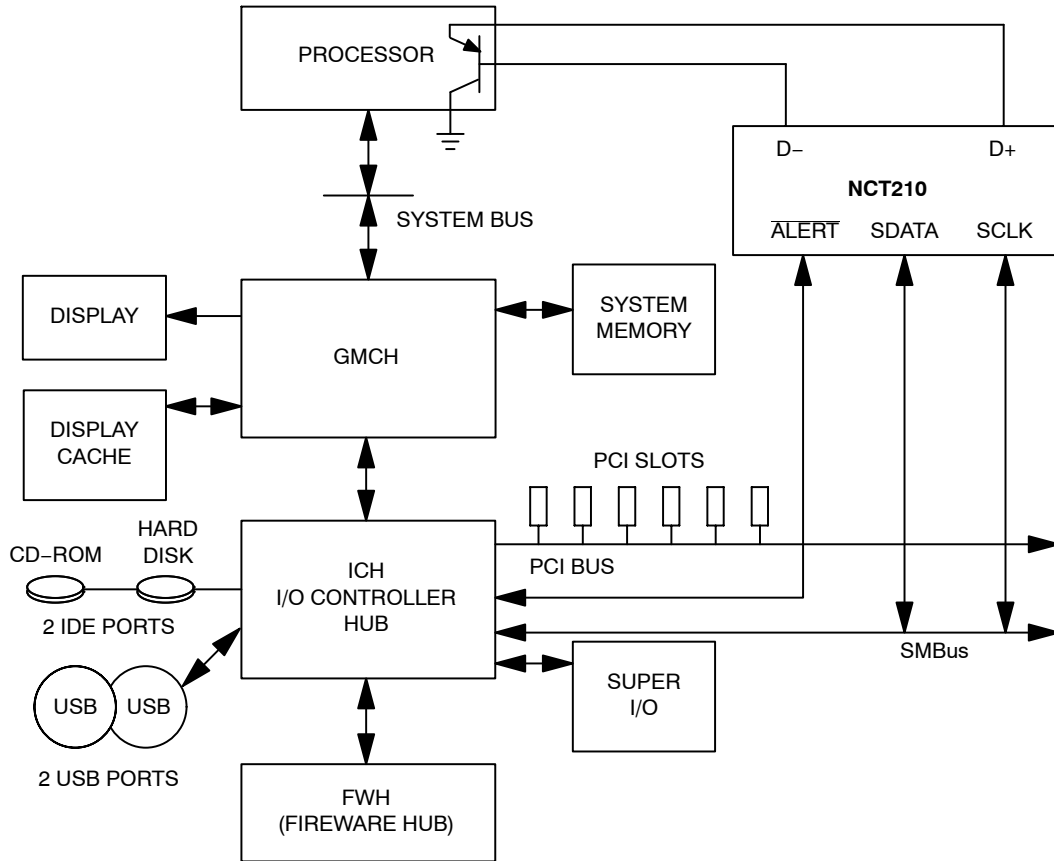 PROCESSOR
D− D+
NCT210
ALERT SDATA SCLK
SYSTEM BUS
DISPLAY
SYSTEM
MEMORY
GMCH
DISPLAY
CACHE
PCI SLOTS
HARD
DISK
CD−ROM
PCI BUS
ICH
I/O CONTROLLER
HUB
2 IDE PORTS
SMBus
USB USB
SUPER
I/O
2 USB PORTS
FWH
(FIREWARE HUB)